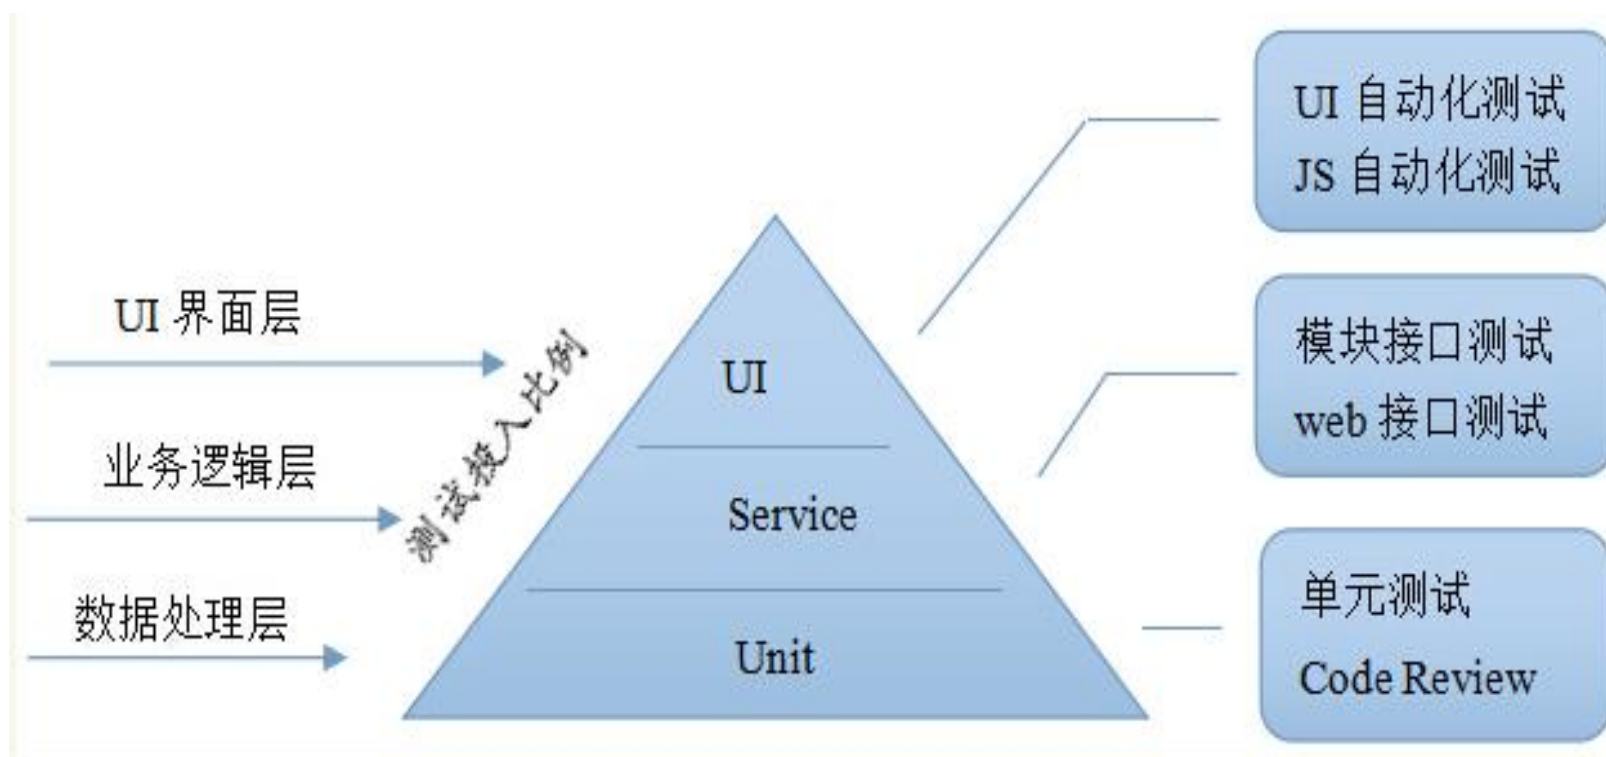 UI 自动化测试
JS 自动化测试
UI 界面层
测试投入比例
UI
模块接口测试
web 接口测试
业务逻辑层
Service
数据处理层
Unit
单元测试
Code Review